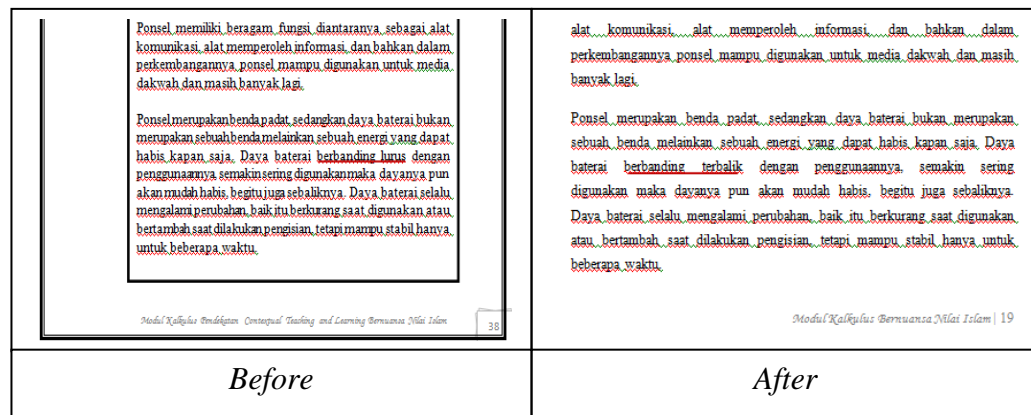 Ponsel memiliki beragam fungsi diantaranya sebagai alat
komunikasi, alat memperoleh informasi, dan bahkan dalam
perkembangannya ponsel mampu digunakan untuk media
dakwah dan masih banyak lagi.
Ponsel merupakan benda padat, sedangkan daya baterai bukan
merupakan sebuah benda melainkan sebuah energi yang dapat
habis kapan saja. Daya baterai berbanding lurus dengan
penggunaannya, semakin sering digunakan maka dayanya pun
akan mudah habis, begitu juga sebaliknya. Daya baterai selalu
mengalami perubahan, baik itu berkurang saat digunakan atau
bertambah saat dilakukan pengisian, tetapi mampu stabil hanya
untuk beberapa waktu.
Modul Kalkulus Pendekatan Contexual Teaching and Learning Bernuansa Nilai Islam
38
alat komunikasi, alat memperoleh informasi, dan bahkan dalam
perkembangannya ponsel mampu digunakan untuk media dakwah dan masih
banyak lagi.
Ponsel merupakan benda padat, sedangkan daya baterai bukan merupakan
sebuah benda melainkan sebuah energi yang dapat habis kapan saja. Daya
baterai berbanding terbalik dengan penggunaannya, semakin sering
digunakan maka dayanya pun akan mudah habis, begitu juga sebaliknya.
Daya baterai selalu mengalami perubahan, baik itu berkurang saat digunakan
atau bertambah saat dilakukan pengisian, tetapi mampu stabil hanya untuk
beberapa waktu.
Modul Kalkulus Bernuansa Nilai Islam | 19
Before
After